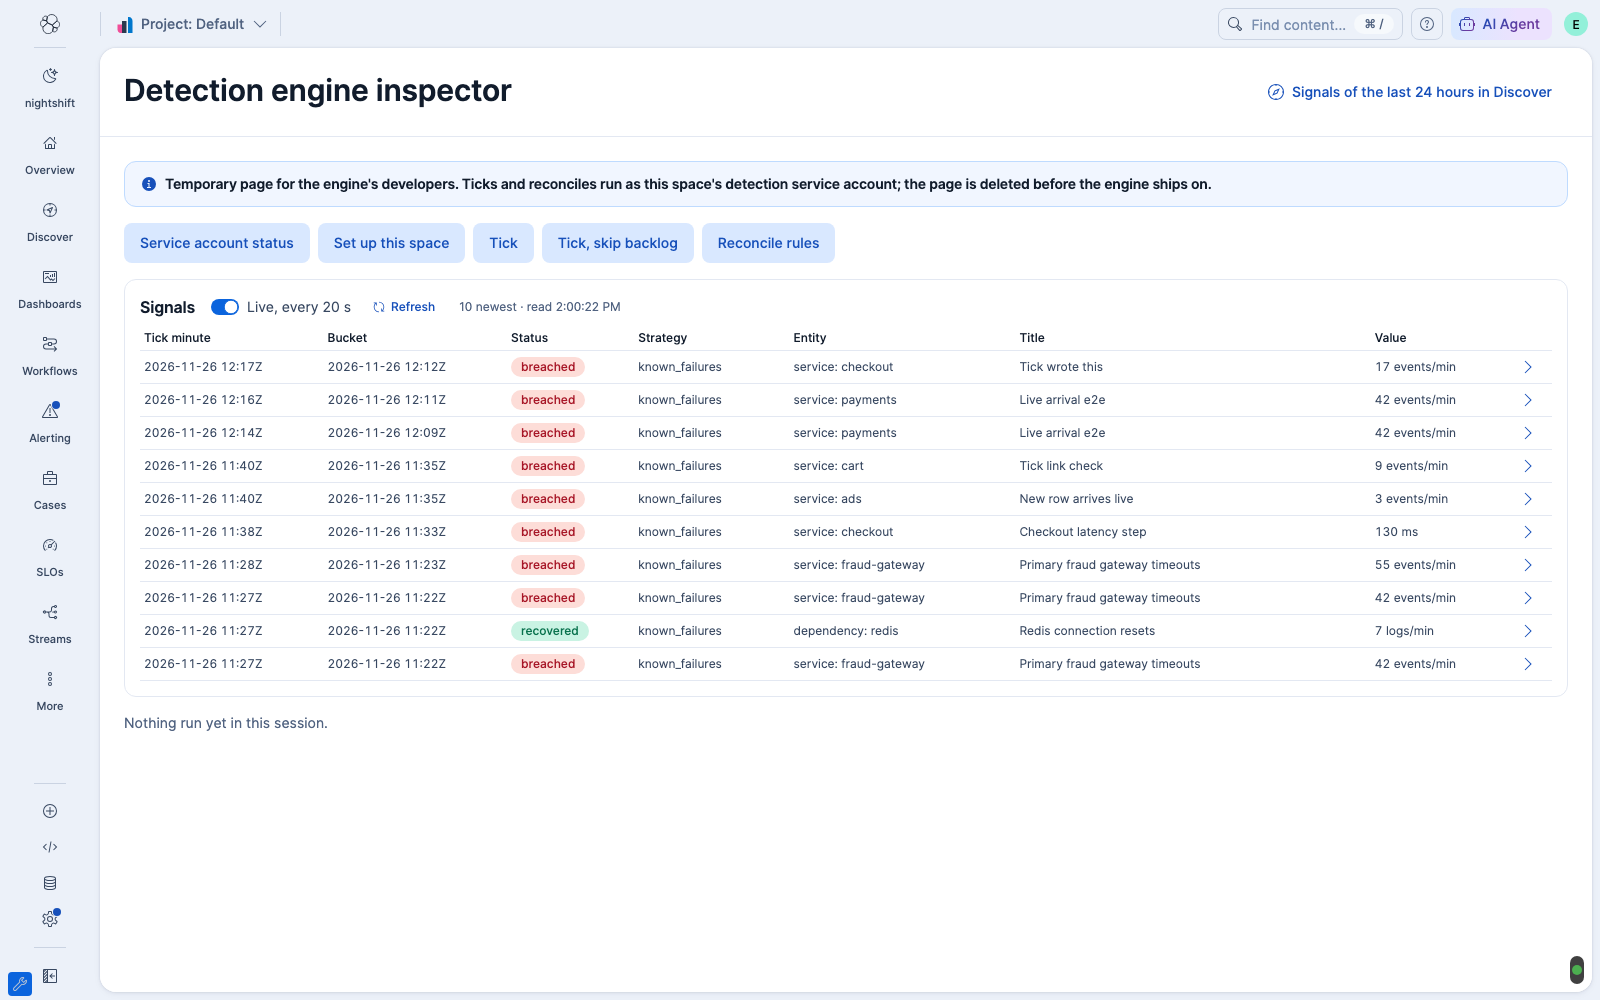 Project: Default
Find content... ⌘ /
AI Agent
E
nightshift
Overview
Discover
Dashboards
Workflows
Alerting
Cases
SLOs
Streams
More
Detection engine inspector
Signals of the last 24 hours in Discover
Temporary page for the engine's developers. Ticks and reconciles run as this space's detection service account; the page is deleted before the engine ships on.
Service account status
Set up this space
Tick
Tick, skip backlog
Reconcile rules
Signals Live, every 20 s Refresh 10 newest · read 2:00:22 PM
Tick minute Bucket Status Strategy Entity Title Value
2026-11-26 12:17Z 2026-11-26 12:12Z breached known_failures service: checkout Tick wrote this 17 events/min
2026-11-26 12:16Z 2026-11-26 12:11Z breached known_failures service: payments Live arrival e2e 42 events/min
2026-11-26 12:14Z 2026-11-26 12:09Z breached known_failures service: payments Live arrival e2e 42 events/min
2026-11-26 11:40Z 2026-11-26 11:35Z breached known_failures service: cart Tick link check 9 events/min
2026-11-26 11:40Z 2026-11-26 11:35Z breached known_failures service: ads New row arrives live 3 events/min
2026-11-26 11:38Z 2026-11-26 11:33Z breached known_failures service: checkout Checkout latency step 130 ms
2026-11-26 11:28Z 2026-11-26 11:23Z breached known_failures service: fraud-gateway Primary fraud gateway timeouts 55 events/min
2026-11-26 11:27Z 2026-11-26 11:22Z breached known_failures service: fraud-gateway Primary fraud gateway timeouts 42 events/min
2026-11-26 11:27Z 2026-11-26 11:22Z recovered known_failures dependency: redis Redis connection resets 7 logs/min
2026-11-26 11:27Z 2026-11-26 11:22Z breached known_failures service: fraud-gateway Primary fraud gateway timeouts 42 events/min
Nothing run yet in this session.